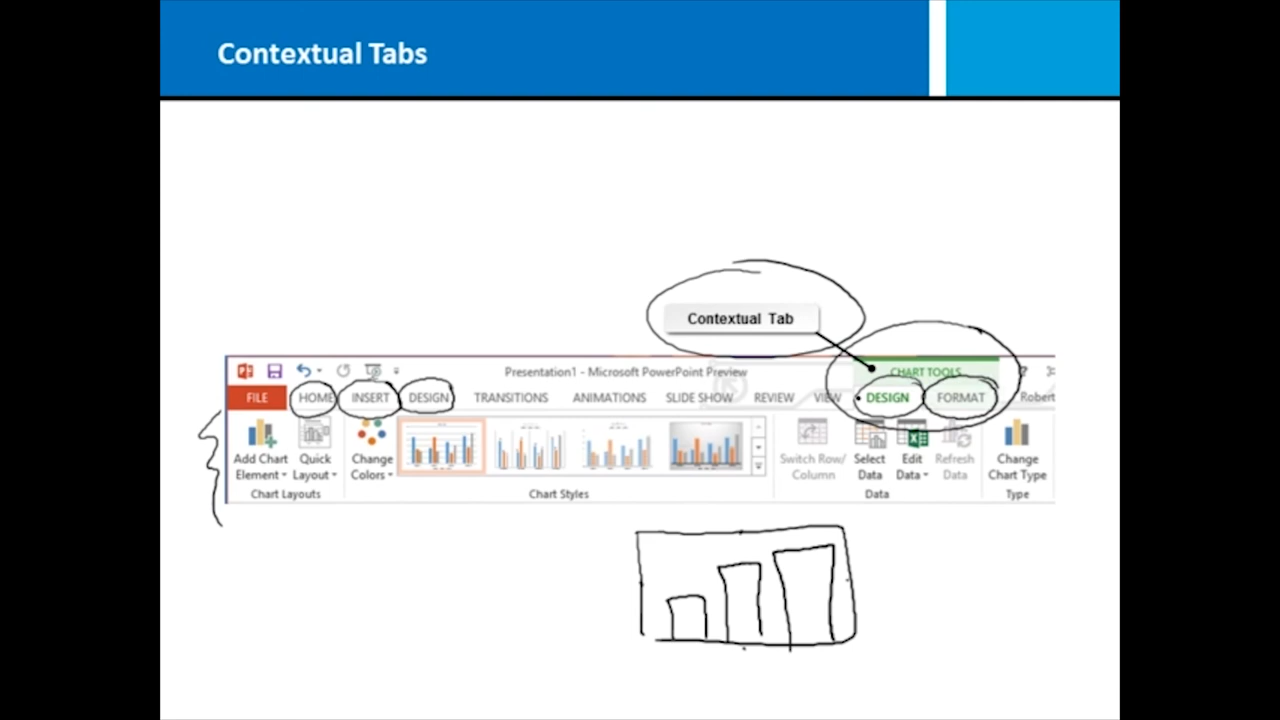 Contextual Tabs
Contextual Tab
CHART TOOLS
Presentation1 - Microsoft PowerPoint Preview
FILE HOME INSERT DESIGN TRANSITIONS ANIMATIONS SLIDE SHOW REVIEW VIEW DESIGN FORMAT Robert
Add Chart Quick Change Switch Row/ Select Edit Refresh Change
Element Layout Colors Column Data Data Data Chart Type
Chart Layouts Chart Styles Data Type